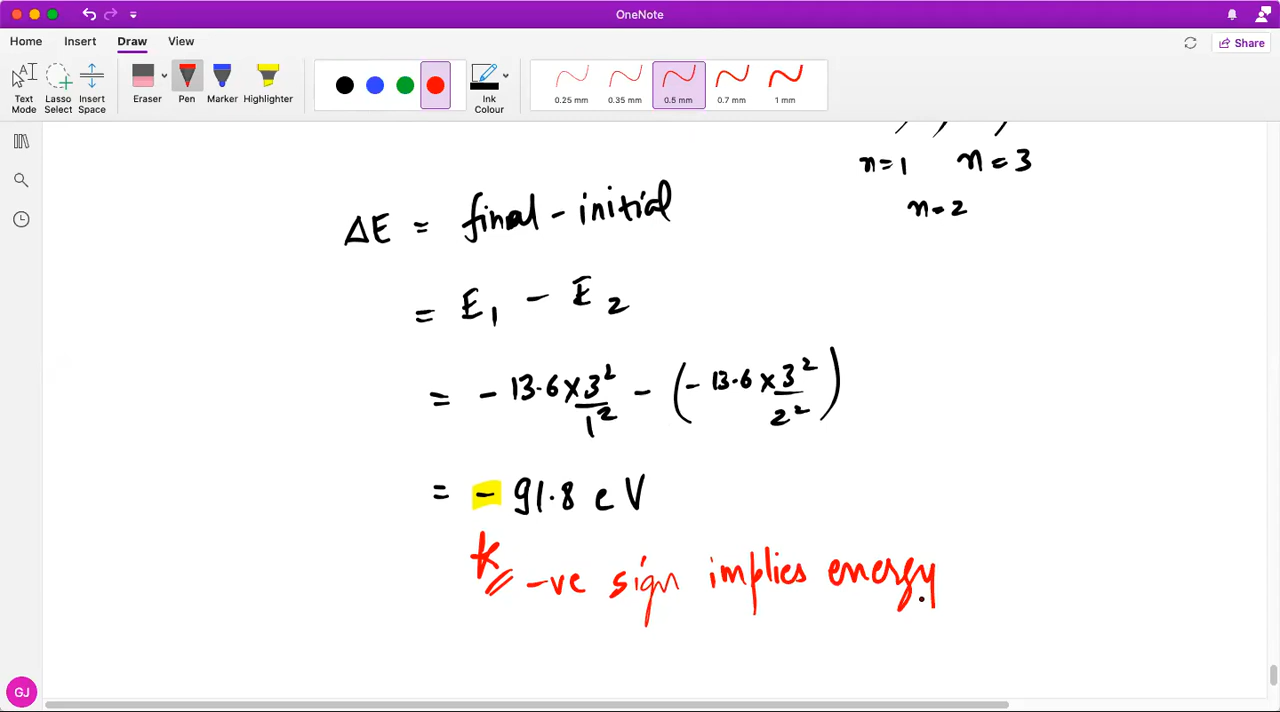 OneNote
Home Insert Draw View
Share
Text Mode
Lasso Select
Insert Space
Eraser
Pen
Marker
Highlighter
Ink Colour
0.25 mm
0.35 mm
0.5 mm
0.7 mm
1 mm
n=1 n=3
n=2
ΔE = final - initial
= E₁ - E₂
= - 13.6 × 3²/1² - (- 13.6 × 3²/2²)
= - 91.8 eV
-ve sign implies energy
GJ